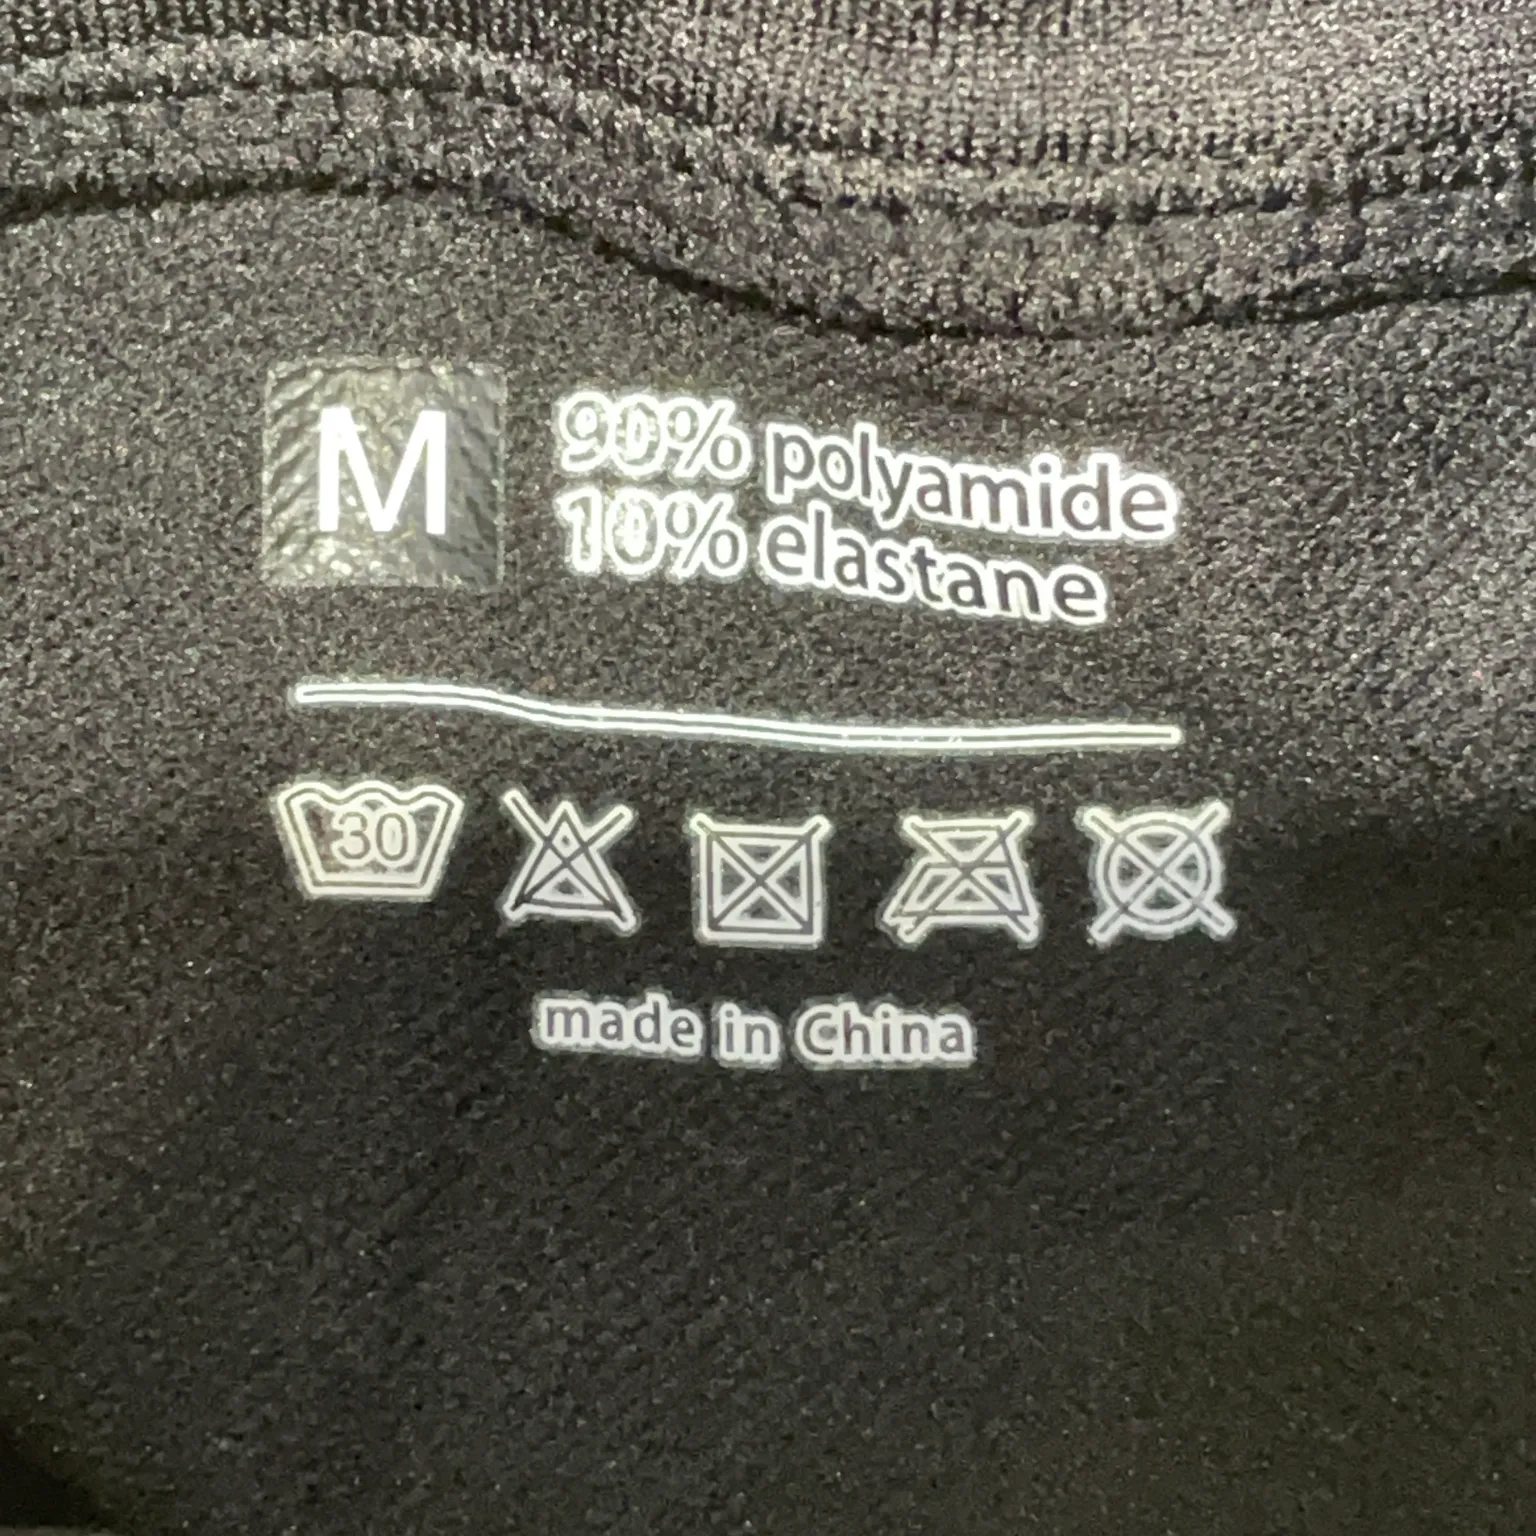 M
90% polyamide
10% elastane
30
made in China